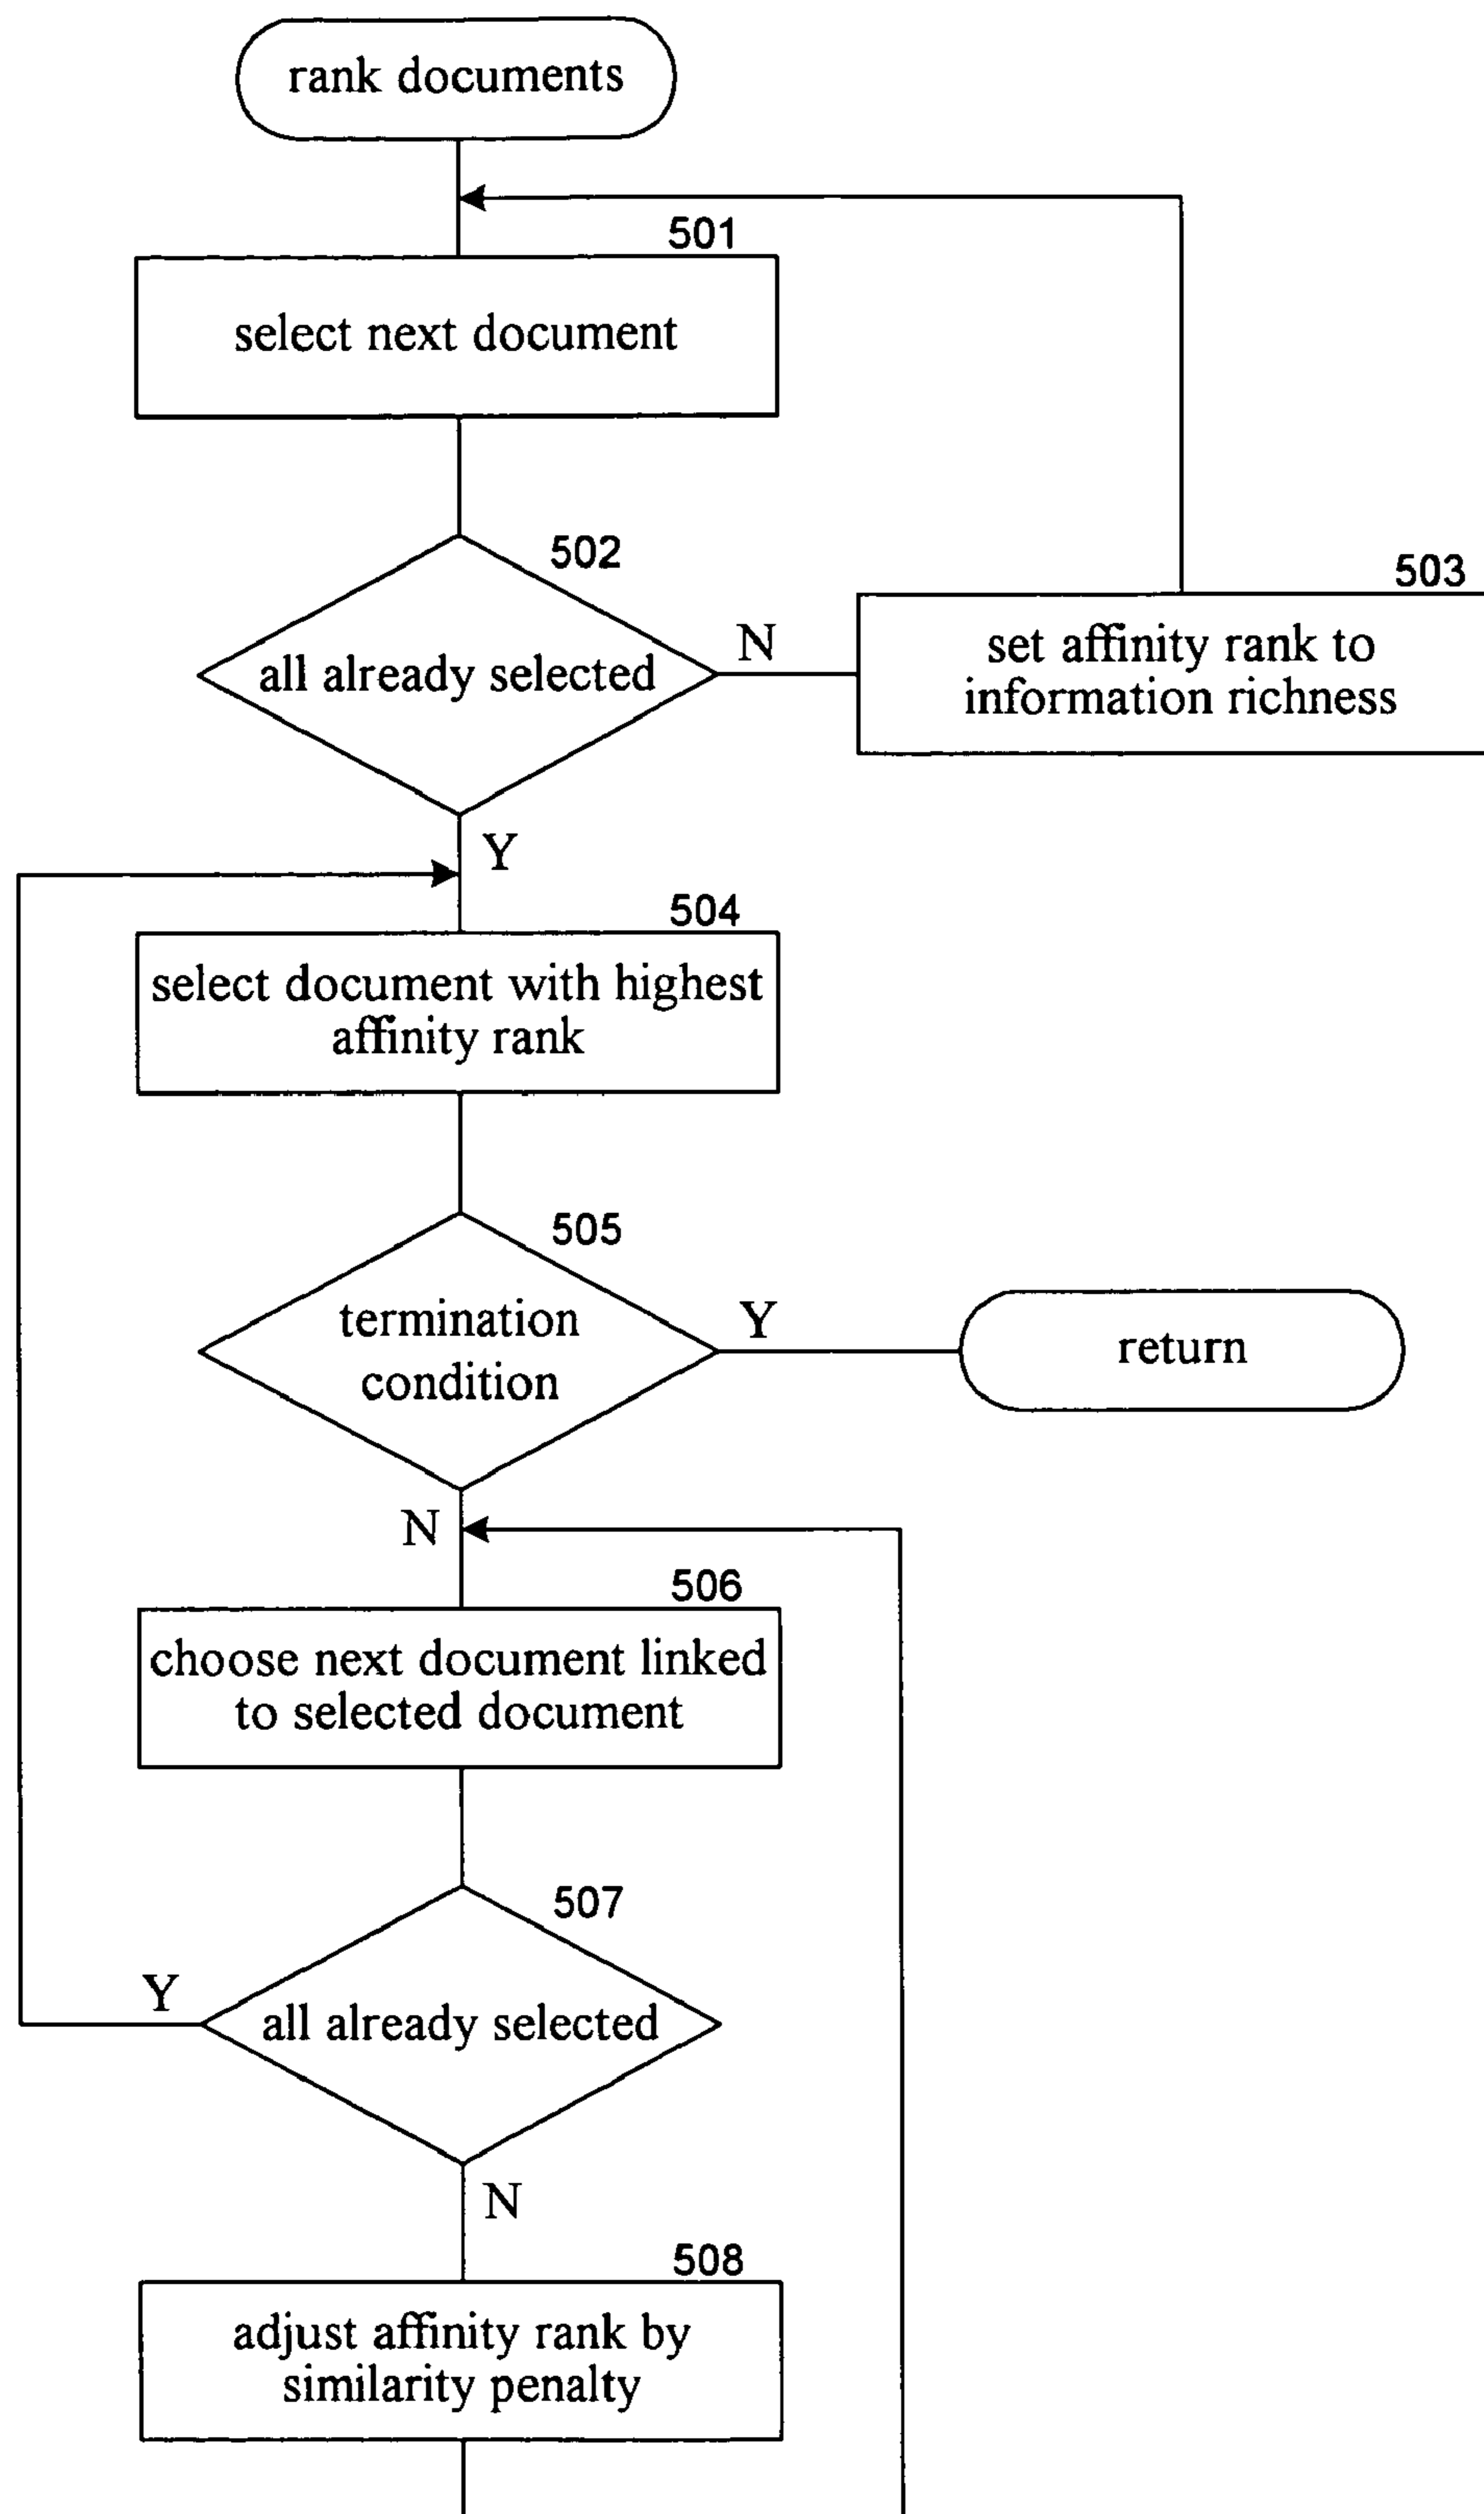 rank documents
501
select next document
502
all already selected
N
503
set affinity rank to
information richness
Y
504
select document with highest
affinity rank
505
termination
condition
Y
return
N
506
choose next document linked
to selected document
507
Y
all already selected
N
508
adjust affinity rank by
similarity penalty